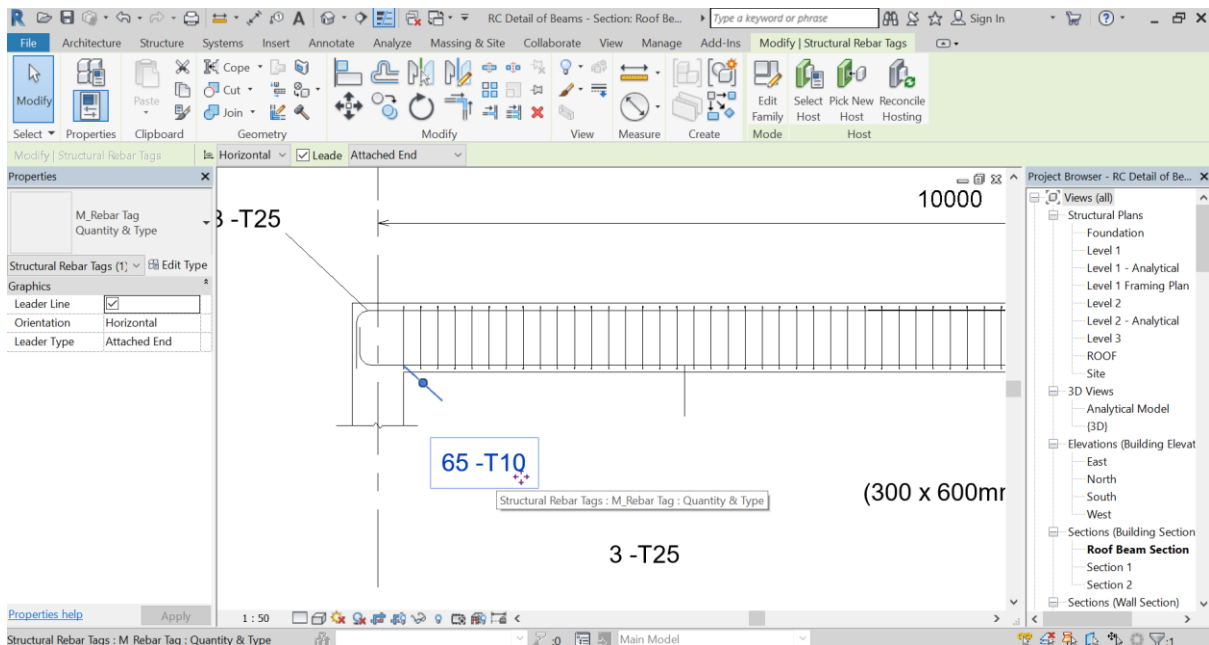 RC Detail of Beams - Section: Roof Be...
Type a keyword or phrase
Sign In
File Architecture Structure Systems Insert Annotate Analyze Massing & Site Collaborate View Manage Add-Ins Modify | Structural Rebar Tags
Modify
Paste
Cope
Cut
Join
Edit Family
Select Host
Pick New Host
Reconcile Hosting
Select Properties Clipboard Geometry Modify View Measure Create Mode Host
Modify | Structural Rebar Tags
Horizontal
Leade
Attached End
Properties
M_Rebar Tag
Quantity & Type
Structural Rebar Tags (1)
Edit Type
Graphics
Leader Line
Orientation Horizontal
Leader Type Attached End
Properties help
Apply
3 -T25
10000
65 -T10
Structural Rebar Tags : M_Rebar Tag : Quantity & Type
(300 x 600mm
3 -T25
1 : 50
Project Browser - RC Detail of Be...
Views (all)
Structural Plans
Foundation
Level 1
Level 1 - Analytical
Level 1 Framing Plan
Level 2
Level 2 - Analytical
Level 3
ROOF
Site
3D Views
Analytical Model
{3D}
Elevations (Building Elevat
East
North
South
West
Sections (Building Section
Roof Beam Section
Section 1
Section 2
Sections (Wall Section)
Structural Rebar Tags : M_Rebar Tag : Quantity & Type
:0
Main Model
:1